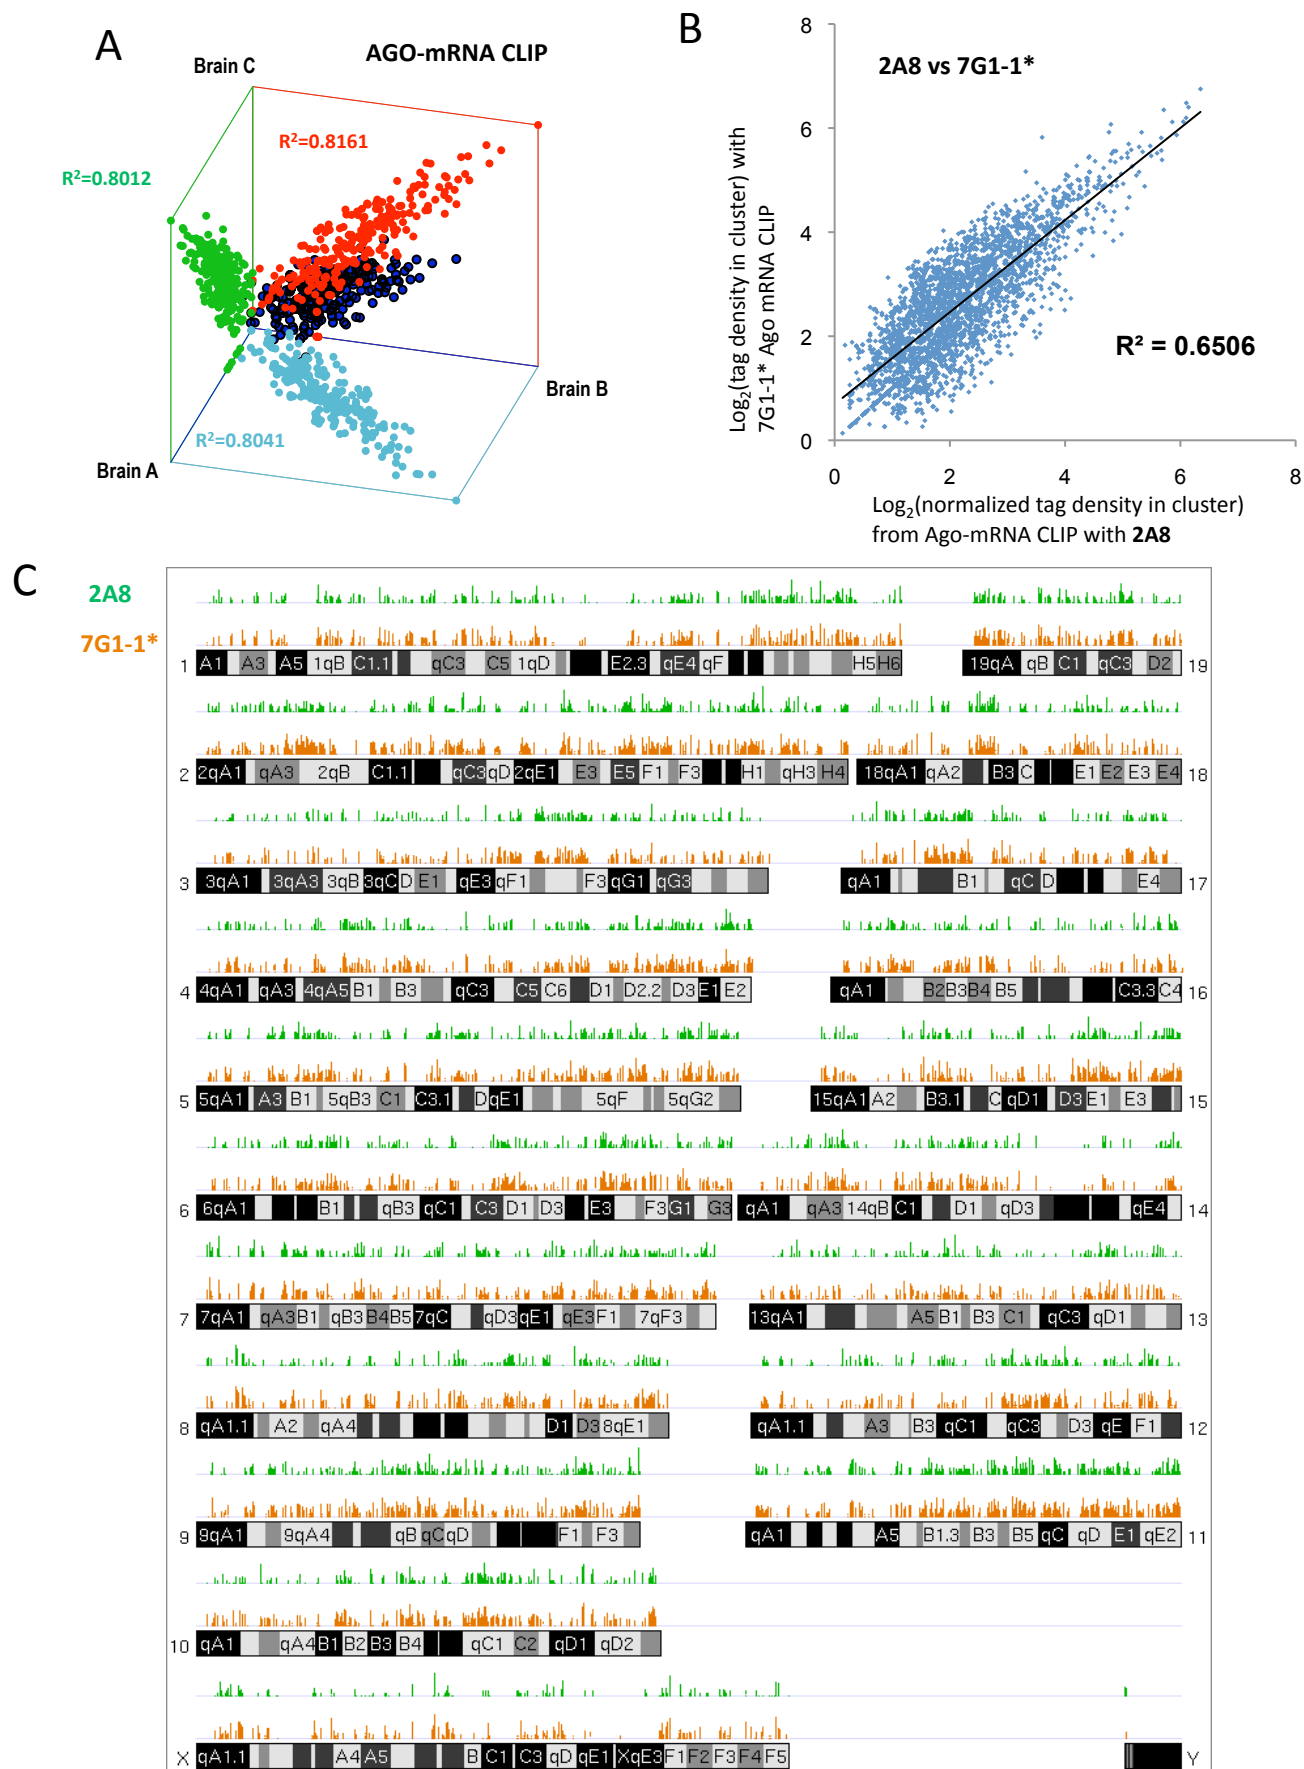 A
AGO-mRNA CLIP
Brain C
R²=0.8161
R²=0.8012
Brain B
R²=0.8041
Brain A
B
8
2A8 vs 7G1-1*
6
4
2
0
R² = 0.6506
0 2 4 6 8
Log₂(tag density in cluster) with
7G1-1* Ago mRNA CLIP
Log₂(normalized tag density in cluster)
from Ago-mRNA CLIP with 2A8
C
2A8
7G1-1*
1 A1 A3 A5 1qB C1.1 qC3 C5 1qD E2.3 qE4 qF H5 H6 19qA qB C1 qC3 D2 19
2 2qA1 qA3 2qB C1.1 qC3 qD 2qE1 E3 E5 F1 F3 H1 qH3 H4 18qA1 qA2 B3 C E1 E2 E3 E4 18
3 3qA1 3qA3 3qB 3qC D E1 qE3 qF1 F3 qG1 qG3 qA1 B1 qC D E4 17
4 4qA1 qA3 4qA5 B1 B3 qC3 C5 C6 D1 D2.2 D3 E1 E2 qA1 B2 B3 B4 B5 C3.3 C4 16
5 5qA1 A3 B1 5qB3 C1 C3.1 D qE1 5qF 5qG2 15qA1 A2 B3.1 C qD1 D3 E1 E3 15
6 6qA1 B1 qB3 qC1 C3 D1 D3 E3 F3 G1 G3 qA1 qA3 14qB C1 D1 qD3 qE4 14
7 7qA1 qA3 B1 qB3 B4 B5 7qC qD3 qE1 qE3 F1 7qF3 13qA1 A5 B1 B3 C1 qC3 qD1 13
8 qA1.1 A2 qA4 D1 D3 8qE1 qA1.1 A3 B3 qC1 qC3 D3 qE F1 12
9 9qA1 9qA4 qB qC qD F1 F3 qA1 A5 B1.3 B3 B5 qC qD E1 qE2 11
10 qA1 qA4 B1 B2 B3 B4 qC1 C2 qD1 qD2
X qA1.1 A4 A5 B C1 C3 qD qE1 XqE3 F1 F2 F3 F4 F5 Y